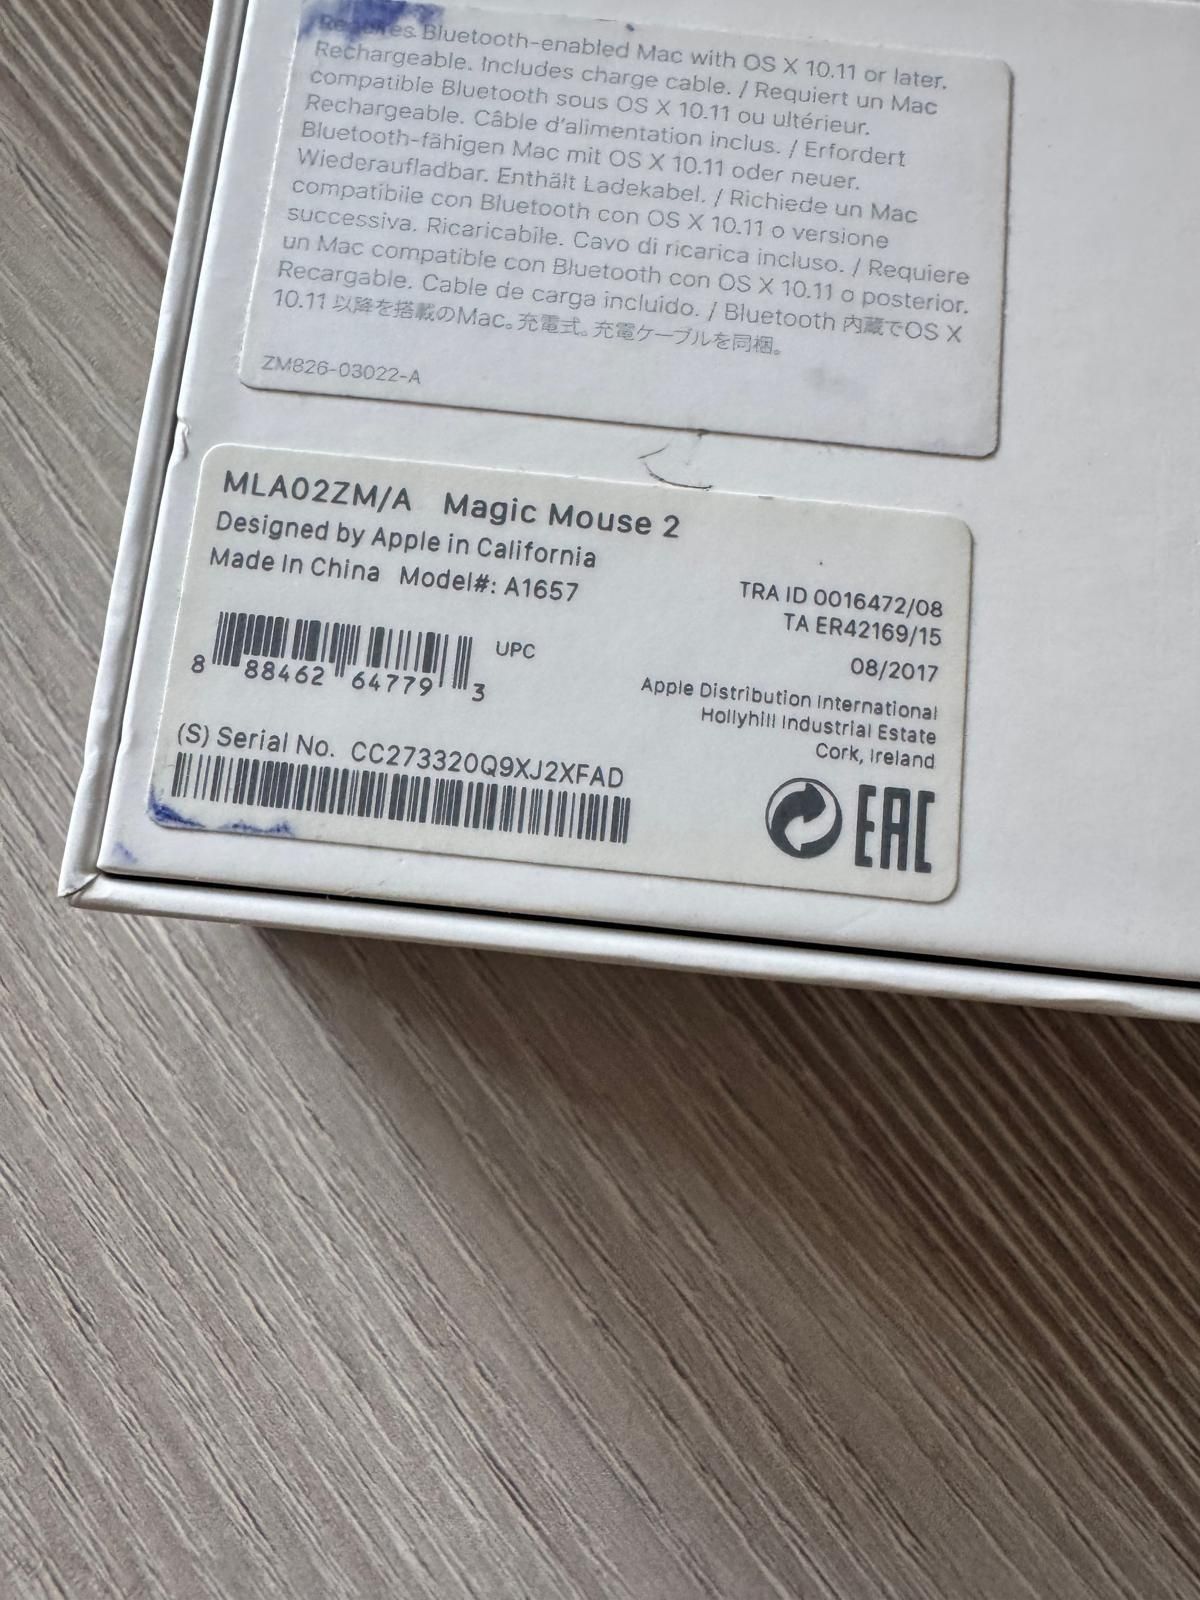 Requires Bluetooth-enabled Mac with OS X 10.11 or later.
Rechargeable. Includes charge cable. / Requiert un Mac
compatible Bluetooth sous OS X 10.11 ou ultérieur.
Rechargeable. Câble d'alimentation inclus. / Erfordert
Bluetooth-fähigen Mac mit OS X 10.11 oder neuer.
Wiederaufladbar. Enthält Ladekabel. / Richiede un Mac
compatibile con Bluetooth con OS X 10.11 o versione
successiva. Ricaricabile. Cavo di ricarica incluso. / Requiere
un Mac compatible con Bluetooth con OS X 10.11 o posterior.
Recargable. Cable de carga incluido. / Bluetooth 内蔵でOS X
10.11 以降を搭載のMac。充電式。充電ケーブルを同梱。
ZM826-03022-A
MLA02ZM/A Magic Mouse 2
Designed by Apple in California
Made in China Model#: A1657
TRA ID 0016472/08
TA ER42169/15
08/2017
UPC
8 88462 64779 3
Apple Distribution International
Hollyhill Industrial Estate
Cork, Ireland
(S) Serial No. CC273320Q9XJ2XFAD
EAC